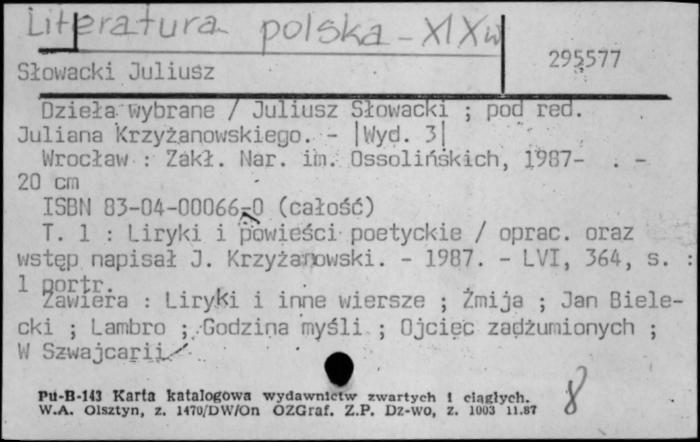 Literatura polska - XIX w
295577
Słowacki Juliusz
Dzieła wybrane / Juliusz Słowacki ; pod red.
Juliana Krzyżanowskiego. - |Wyd. 3|
Wrocław : Zakł. Nar. im. Ossolińskich, 1987- . -
20 cm
ISBN 83-04-00066-0 (całość)
T. 1 : Liryki i powieści poetyckie / oprac. oraz
wstęp napisał J. Krzyżanowski. - 1987. - LVI, 364, s. :
1 portr.
Zawiera : Liryki i inne wiersze ; Żmija ; Jan Biele-
cki ; Lambro ; Godzina myśli ; Ojciec zadżumionych ;
W Szwajcarii
Pu-B-143 Karta katalogowa wydawnictw zwartych i ciągłych.
W.A. Olsztyn, z. 1470/DW/On OZGraf. Z.P. Dz-wo, z. 1003 11.87
8